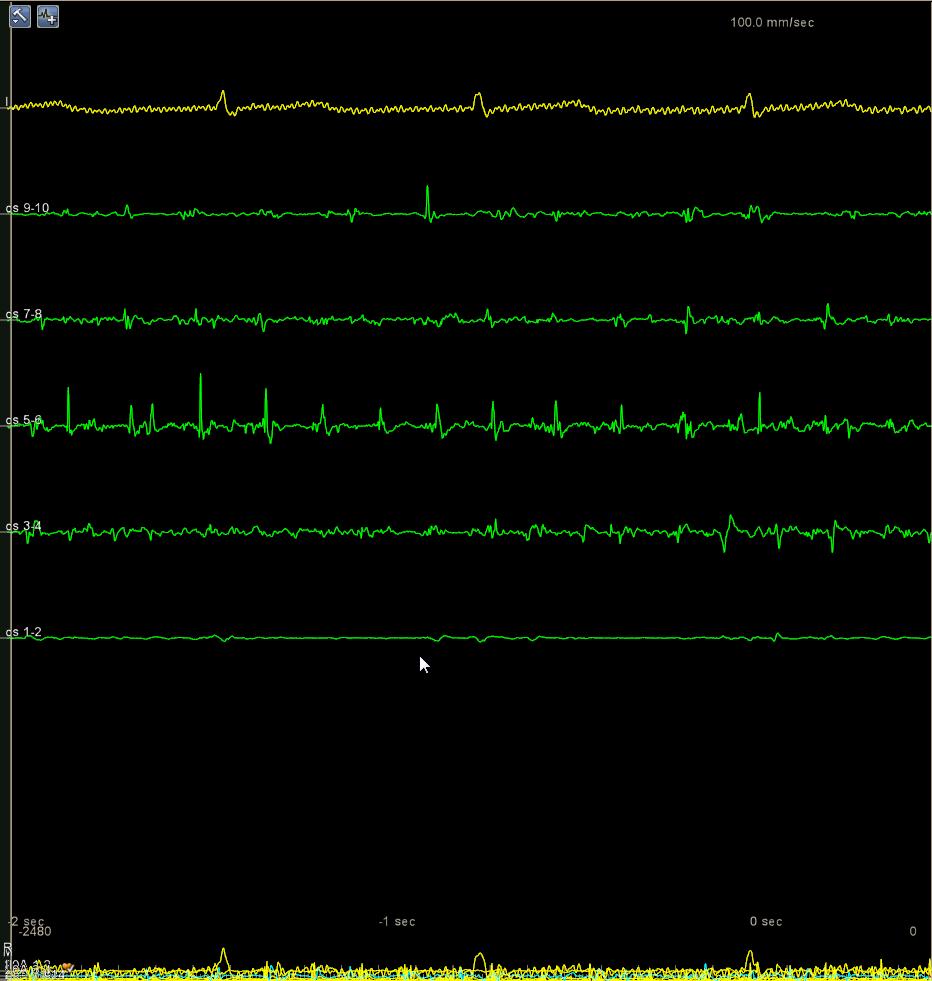 100.0 mm/sec
I
cs 9-10
cs 7-8
cs 5-6
cs 3-4
cs 1-2
-2 sec
-1 sec
0 sec
-2480
0